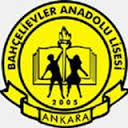 BAHÇELİEVLER ANADOLU LİSESİ
2005
ANKARA